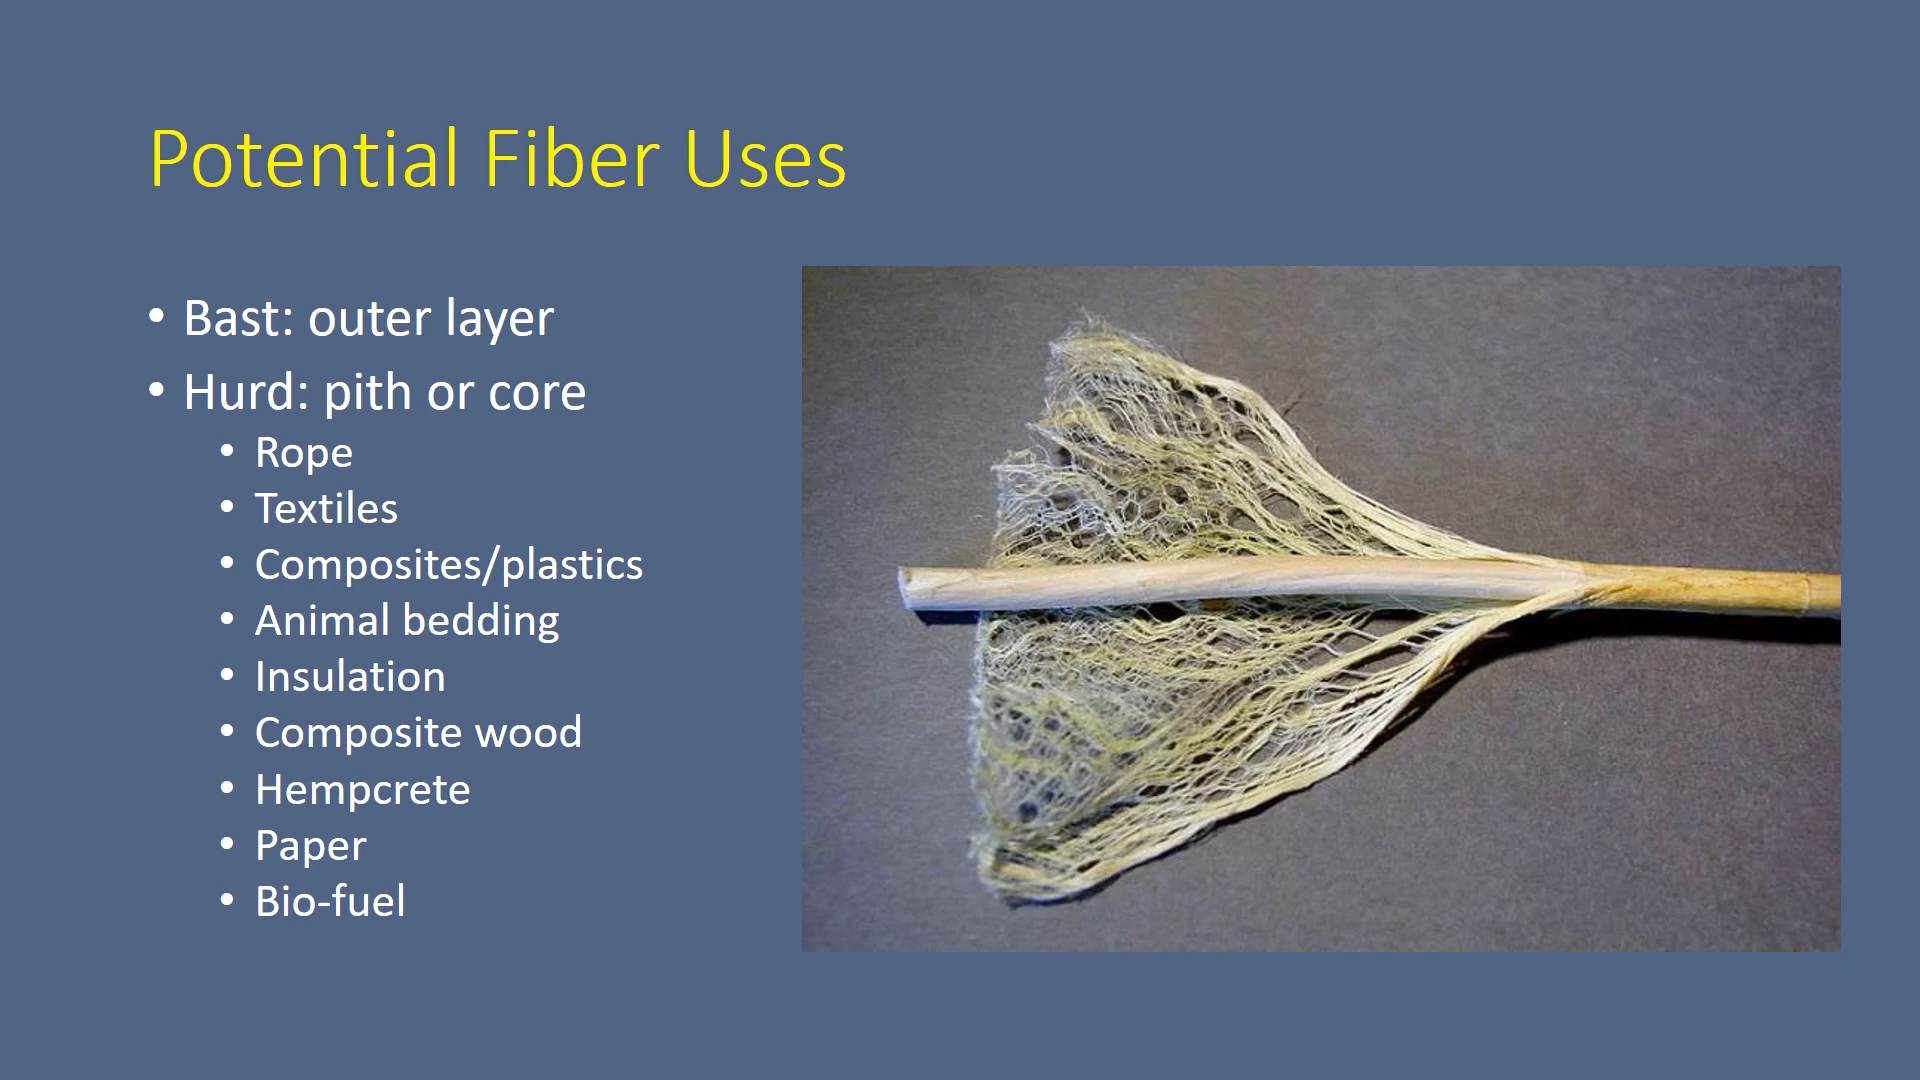 Potential Fiber Uses
• Bast: outer layer
• Hurd: pith or core
• Rope
• Textiles
• Composites/plastics
• Animal bedding
• Insulation
• Composite wood
• Hempcrete
• Paper
• Bio-fuel